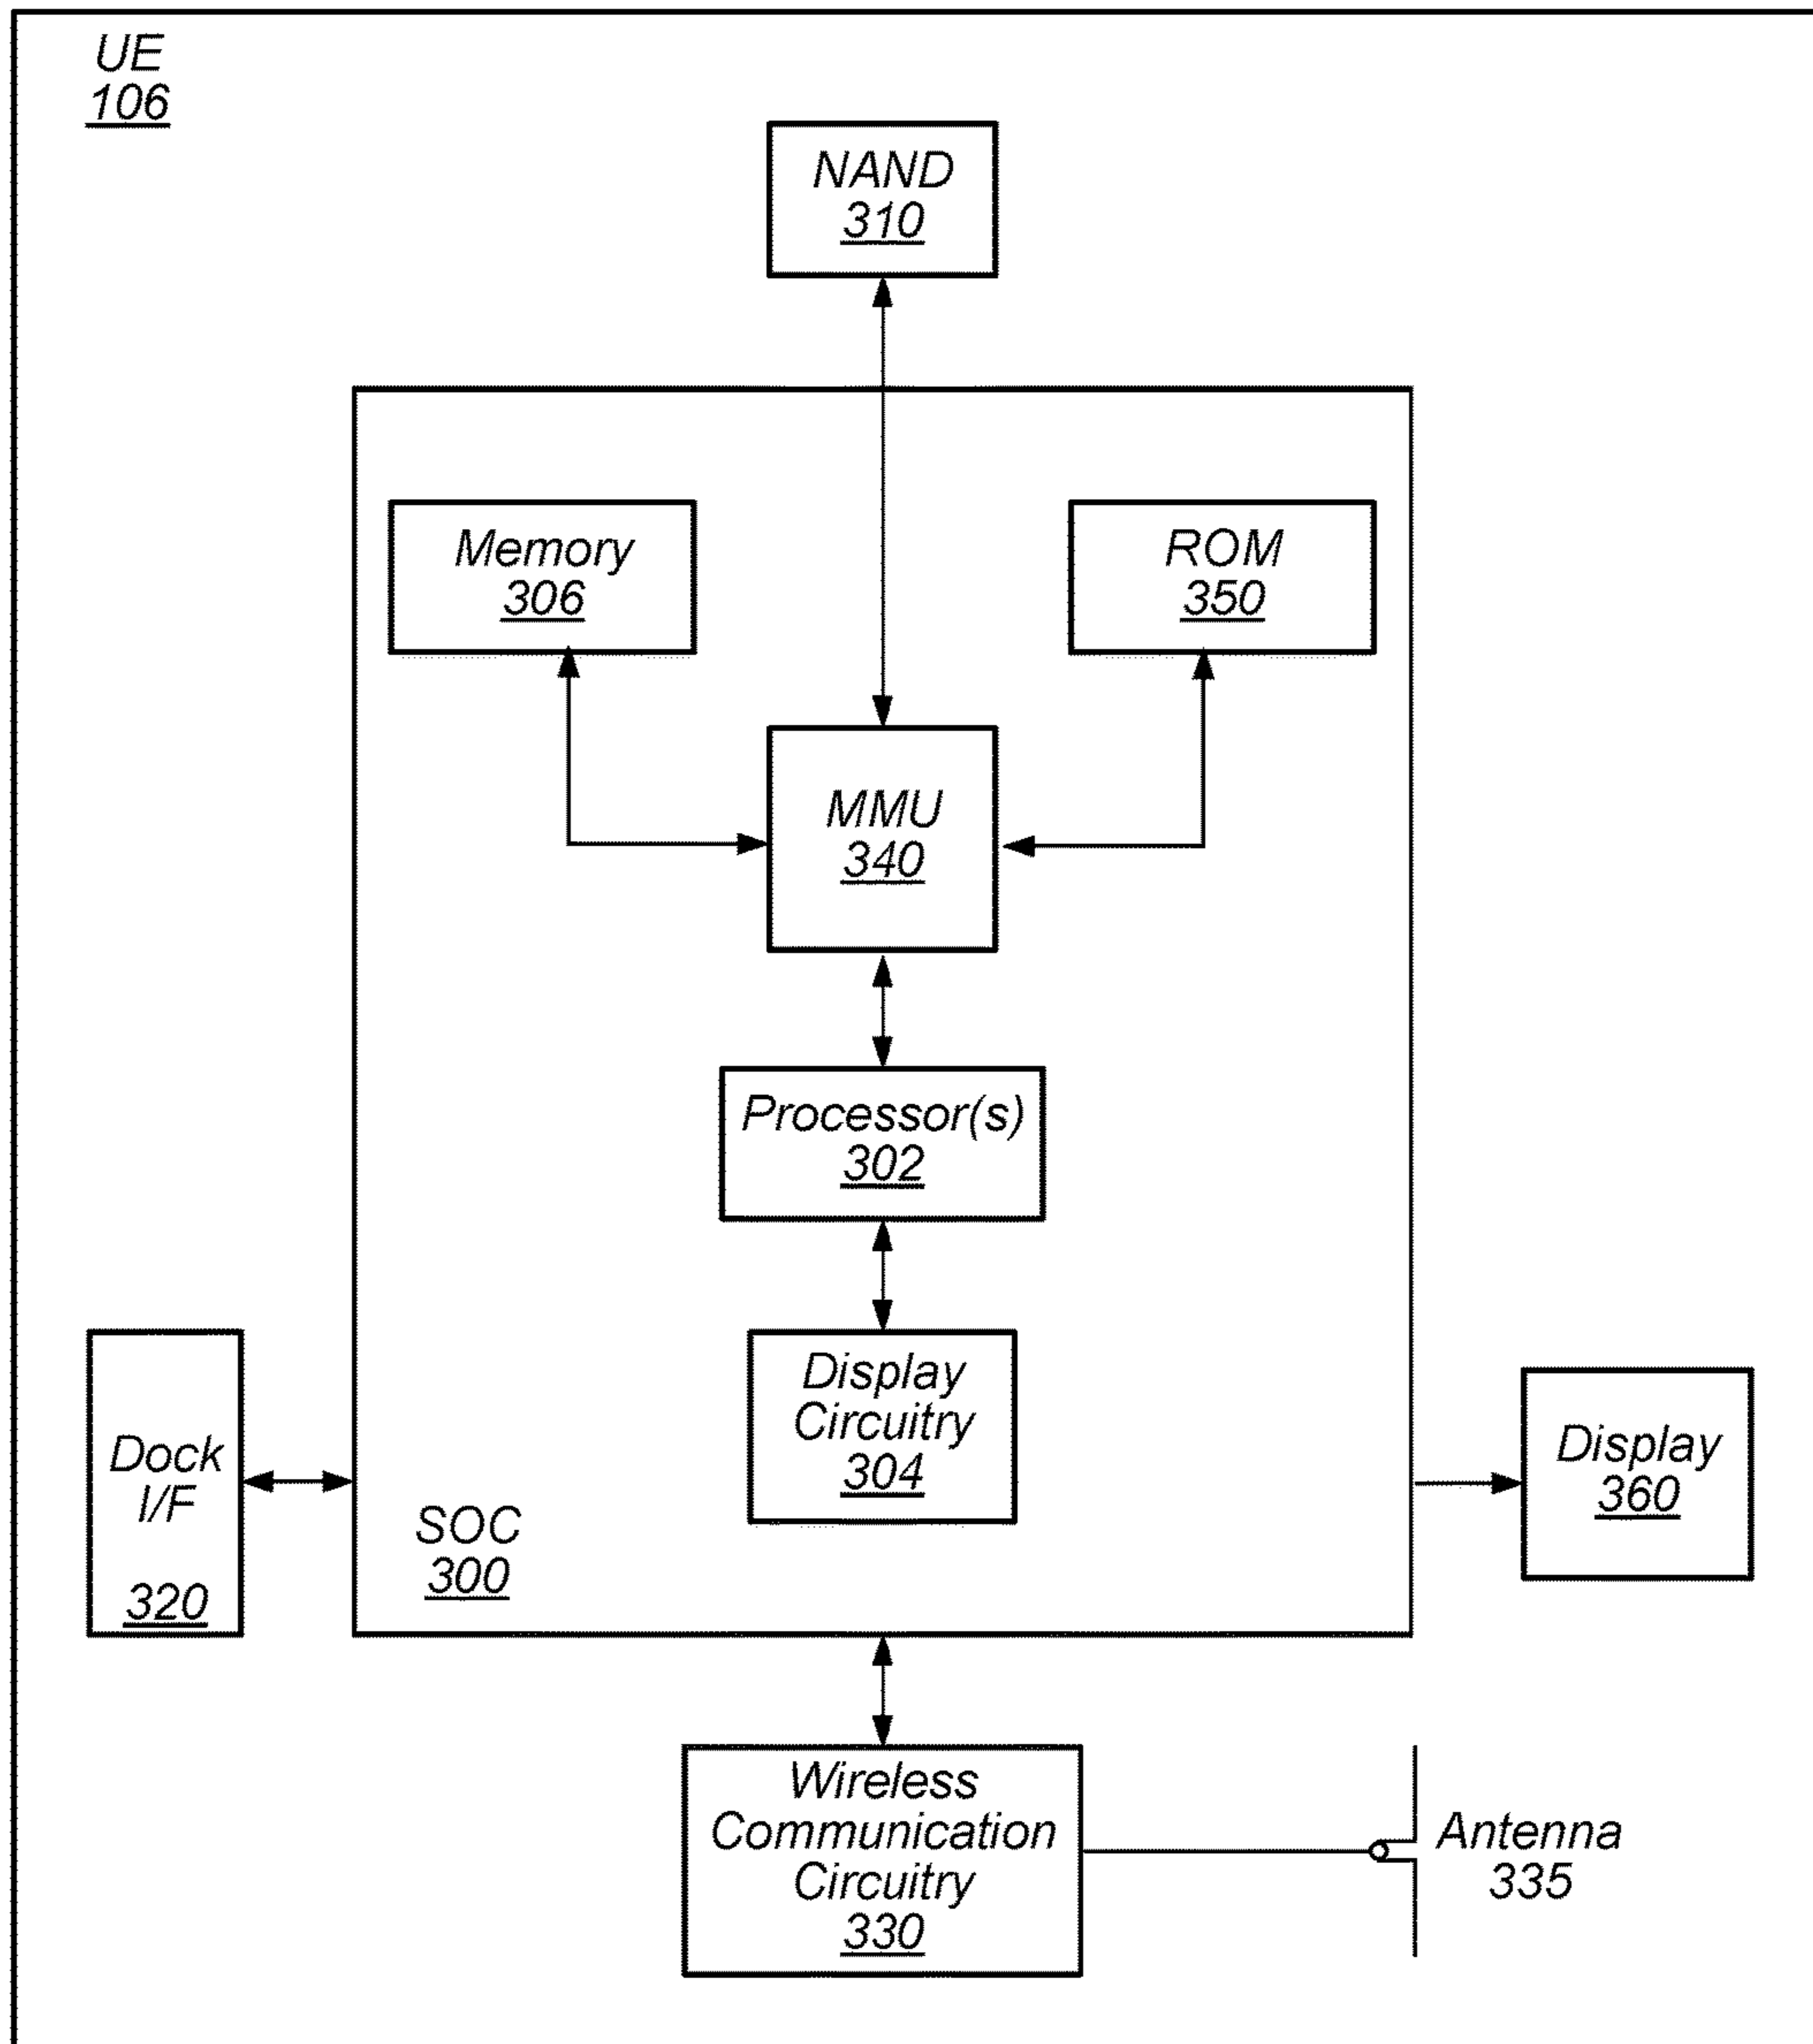 UE
106
NAND
310
Memory
306
ROM
350
MMU
340
Processor(s)
302
Display
Circuitry
304
Dock
I/F
320
SOC
300
Display
360
Wireless
Communication
Circuitry
330
Antenna
335